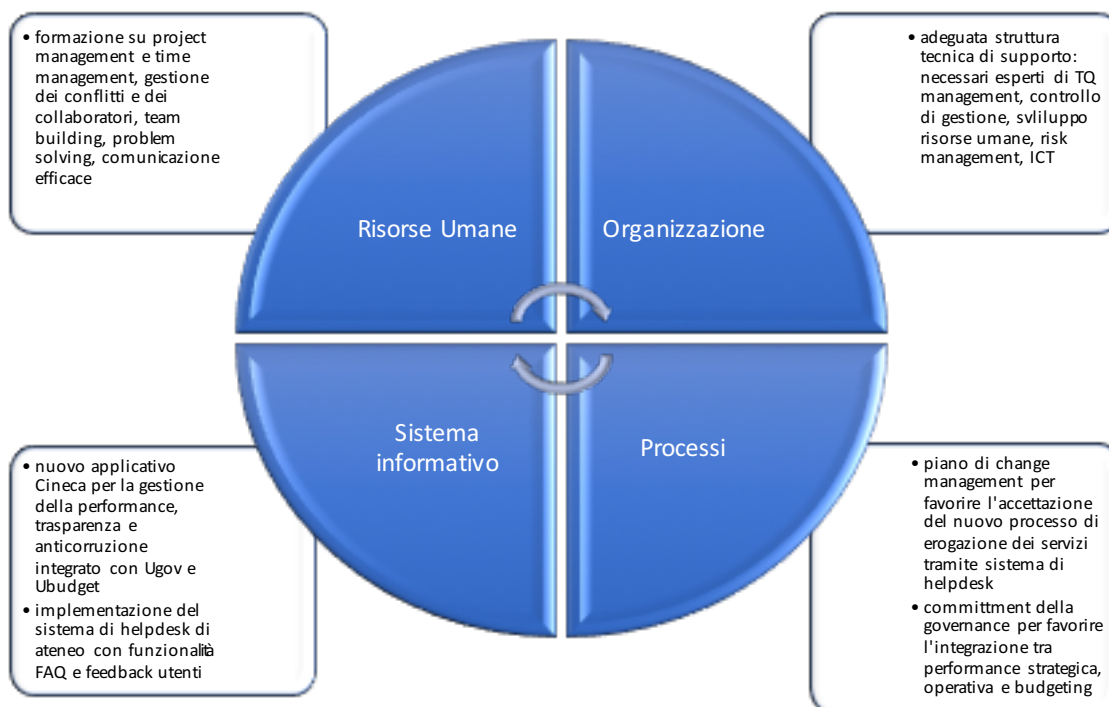 • formazione su project
management e time
management, gestione
dei conflitti e dei
collaboratori, team
building, problem
solving, comunicazione
efficace
• adeguata struttura
tecnica di supporto:
necessari esperti di TQ
management, controllo
di gestione, svliluppo
risorse umane, risk
management, ICT
Risorse Umane
Organizzazione
Sistema
informativo
Processi
• nuovo applicativo
Cineca per la gestione
della performance,
trasparenza e
anticorruzione
integrato con Ugov e
Ubudget
• implementazione del
sistema di helpdesk di
ateneo con funzionalità
FAQ e feedback utenti
• piano di change
management per
favorire l'accettazione
del nuovo processo di
erogazione dei servizi
tramite sistema di
helpdesk
• committment della
governance per favorire
l'integrazione tra
performance strategica,
operativa e budgeting